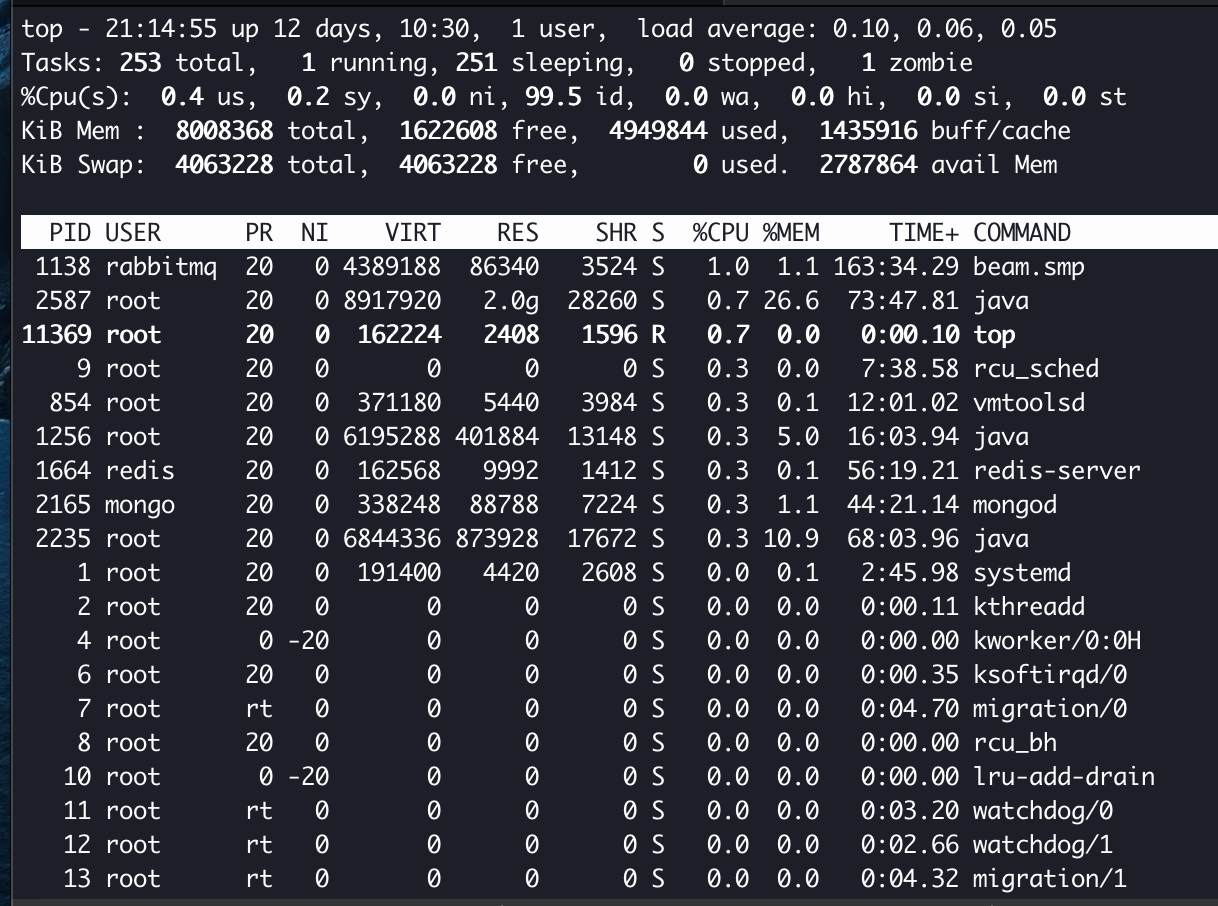 top - 21:14:55 up 12 days, 10:30,  1 user,  load average: 0.10, 0.06, 0.05
Tasks: 253 total,   1 running, 251 sleeping,   0 stopped,   1 zombie
%Cpu(s):  0.4 us,  0.2 sy,  0.0 ni, 99.5 id,  0.0 wa,  0.0 hi,  0.0 si,  0.0 st
KiB Mem :  8008368 total,  1622608 free,  4949844 used,  1435916 buff/cache
KiB Swap:  4063228 total,  4063228 free,        0 used.  2787864 avail Mem
  PID USER      PR  NI    VIRT    RES    SHR S  %CPU %MEM     TIME+ COMMAND
 1138 rabbitmq  20   0 4389188  86340   3524 S   1.0  1.1 163:34.29 beam.smp
 2587 root      20   0 8917920   2.0g  28260 S   0.7 26.6  73:47.81 java
11369 root      20   0  162224   2408   1596 R   0.7  0.0   0:00.10 top
    9 root      20   0       0      0      0 S   0.3  0.0   7:38.58 rcu_sched
  854 root      20   0  371180   5440   3984 S   0.3  0.1  12:01.02 vmtoolsd
 1256 root      20   0 6195288 401884  13148 S   0.3  5.0  16:03.94 java
 1664 redis     20   0  162568   9992   1412 S   0.3  0.1  56:19.21 redis-server
 2165 mongo     20   0  338248  88788   7224 S   0.3  1.1  44:21.14 mongod
 2235 root      20   0 6844336 873928  17672 S   0.3 10.9  68:03.96 java
    1 root      20   0  191400   4420   2608 S   0.0  0.1   2:45.98 systemd
    2 root      20   0       0      0      0 S   0.0  0.0   0:00.11 kthreadd
    4 root       0 -20       0      0      0 S   0.0  0.0   0:00.00 kworker/0:0H
    6 root      20   0       0      0      0 S   0.0  0.0   0:00.35 ksoftirqd/0
    7 root      rt   0       0      0      0 S   0.0  0.0   0:04.70 migration/0
    8 root      20   0       0      0      0 S   0.0  0.0   0:00.00 rcu_bh
   10 root       0 -20       0      0      0 S   0.0  0.0   0:00.00 lru-add-drain
   11 root      rt   0       0      0      0 S   0.0  0.0   0:03.20 watchdog/0
   12 root      rt   0       0      0      0 S   0.0  0.0   0:02.66 watchdog/1
   13 root      rt   0       0      0      0 S   0.0  0.0   0:04.32 migration/1